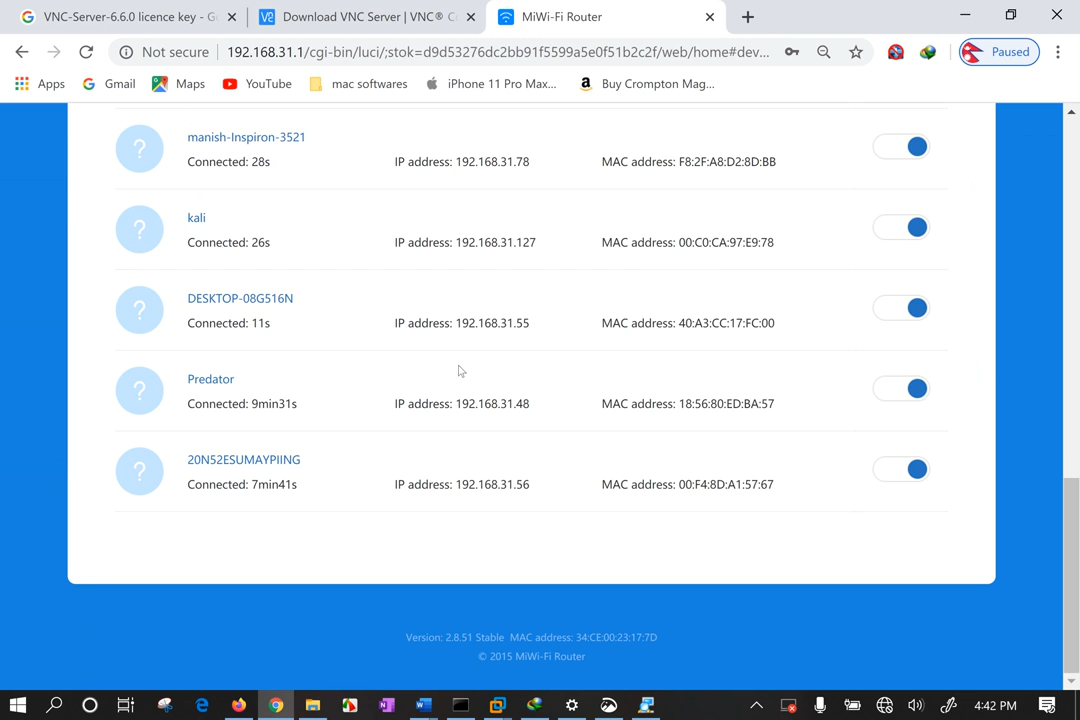 VNC-Server-6.6.0 licence key - Go
Download VNC Server | VNC® Co
MiWi-Fi Router
Not secure
192.168.31.1/cgi-bin/luci/;stok=d9d53276dc2bb91f5599a5e0f51b2c2f/web/home#dev...
Paused
Apps
Gmail
Maps
YouTube
mac softwares
iPhone 11 Pro Max...
Buy Crompton Mag...
manish-Inspiron-3521
Connected: 28s IP address: 192.168.31.78 MAC address: F8:2F:A8:D2:8D:BB
kali
Connected: 26s IP address: 192.168.31.127 MAC address: 00:C0:CA:97:E9:78
DESKTOP-08G516N
Connected: 11s IP address: 192.168.31.55 MAC address: 40:A3:CC:17:FC:00
Predator
Connected: 9min31s IP address: 192.168.31.48 MAC address: 18:56:80:ED:BA:57
20N52ESUMAYPIING
Connected: 7min41s IP address: 192.168.31.56 MAC address: 00:F4:8D:A1:57:67
Version: 2.8.51 Stable MAC address: 34:CE:00:23:17:7D
© 2015 MiWi-Fi Router
4:42 PM